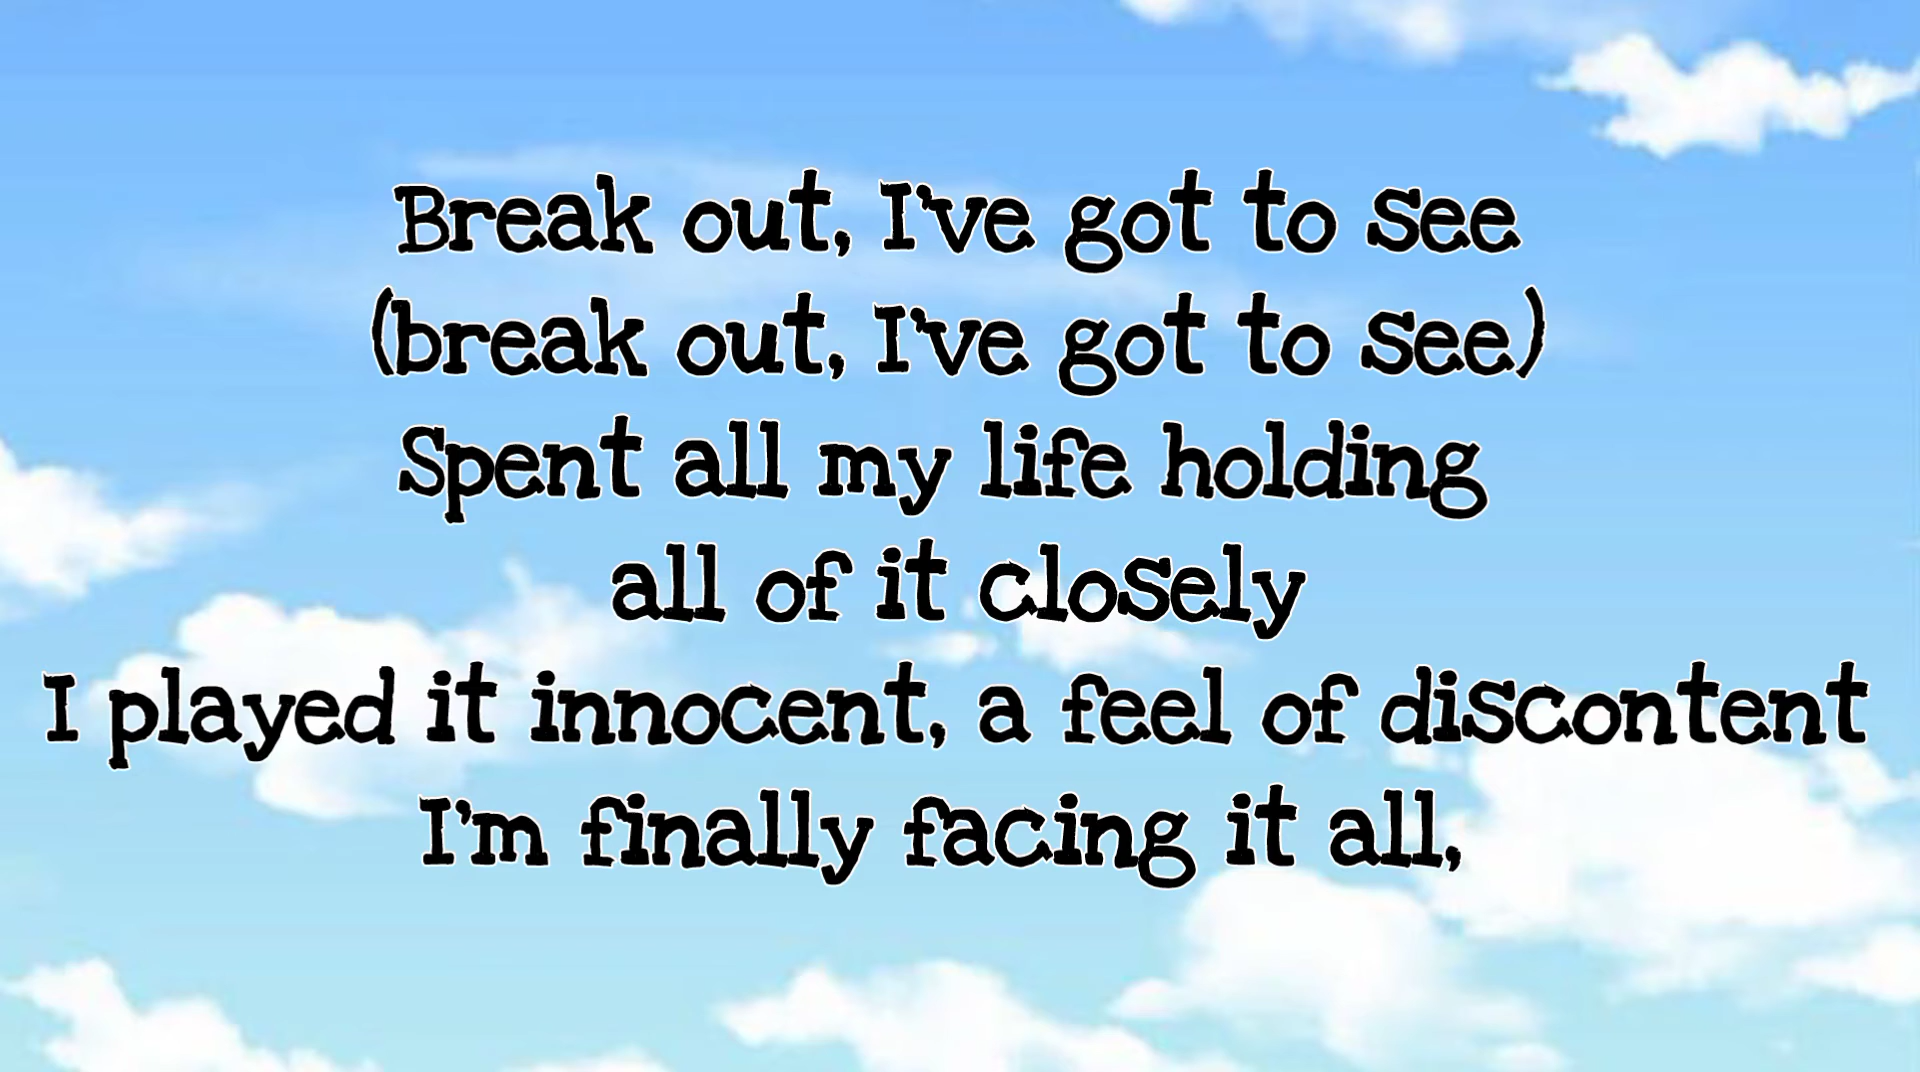 Break out, I've got to see
(break out, I've got to see)
Spent all my life holding
all of it closely
I played it innocent, a feel of discontent
I'm finally facing it all,